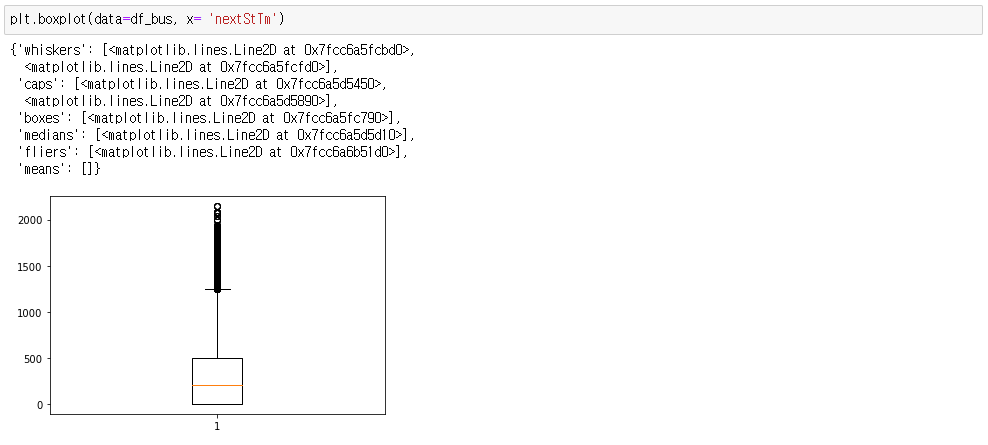 plt.boxplot(data=df_bus, x= 'nextStTm')
{'whiskers': [<matplotlib.lines.Line2D at 0x7fcc6a5fcbd0>,
<matplotlib.lines.Line2D at 0x7fcc6a5fcfd0>],
'caps': [<matplotlib.lines.Line2D at 0x7fcc6a5d5450>,
<matplotlib.lines.Line2D at 0x7fcc6a5d5890>],
'boxes': [<matplotlib.lines.Line2D at 0x7fcc6a5fc790>],
'medians': [<matplotlib.lines.Line2D at 0x7fcc6a5d5d10>],
'fliers': [<matplotlib.lines.Line2D at 0x7fcc6a6b51d0>],
'means': []}
2000
1500
1000
500
0
1